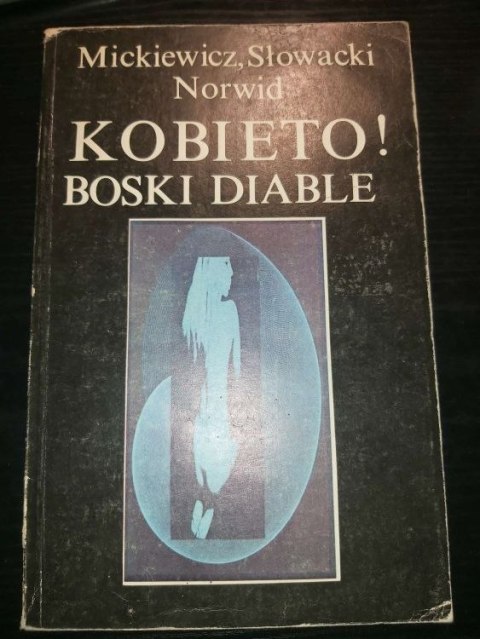 Mickiewicz, Słowacki
Norwid
KOBIETO!
BOSKI DIABLE